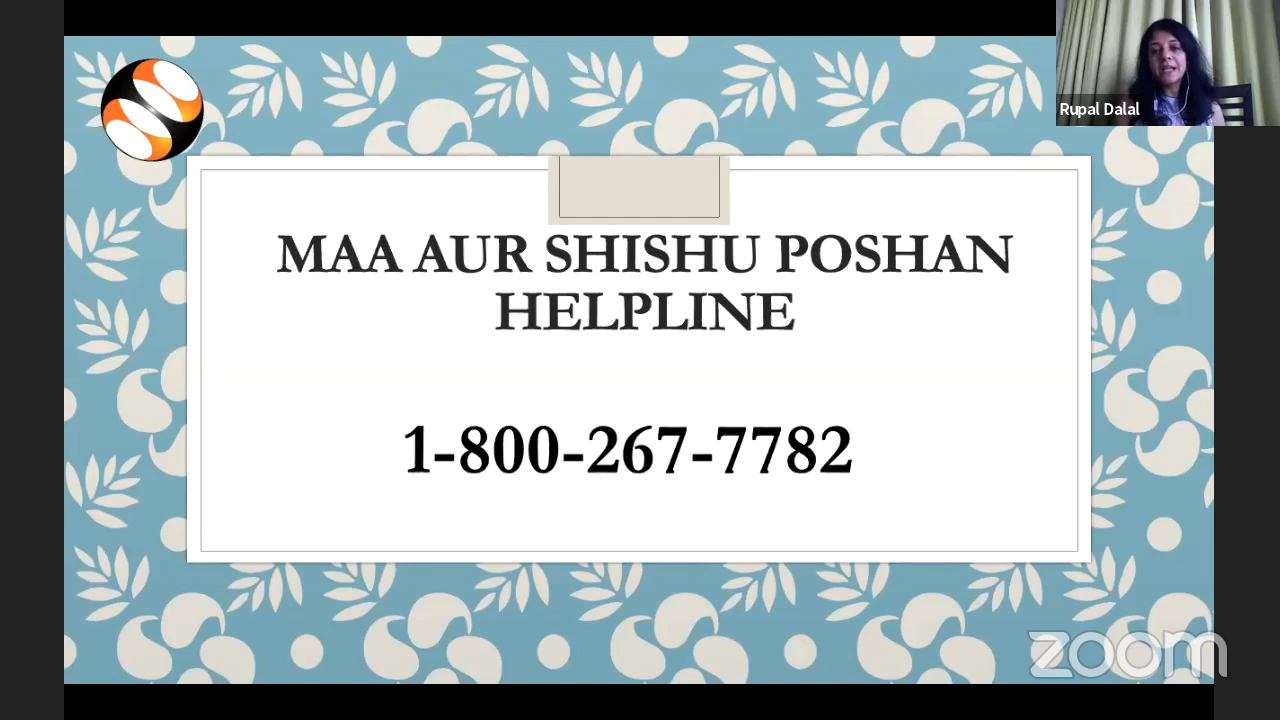 Rupal Dalal
MAA AUR SHISHU POSHAN
HELPLINE
1-800-267-7782
zoom